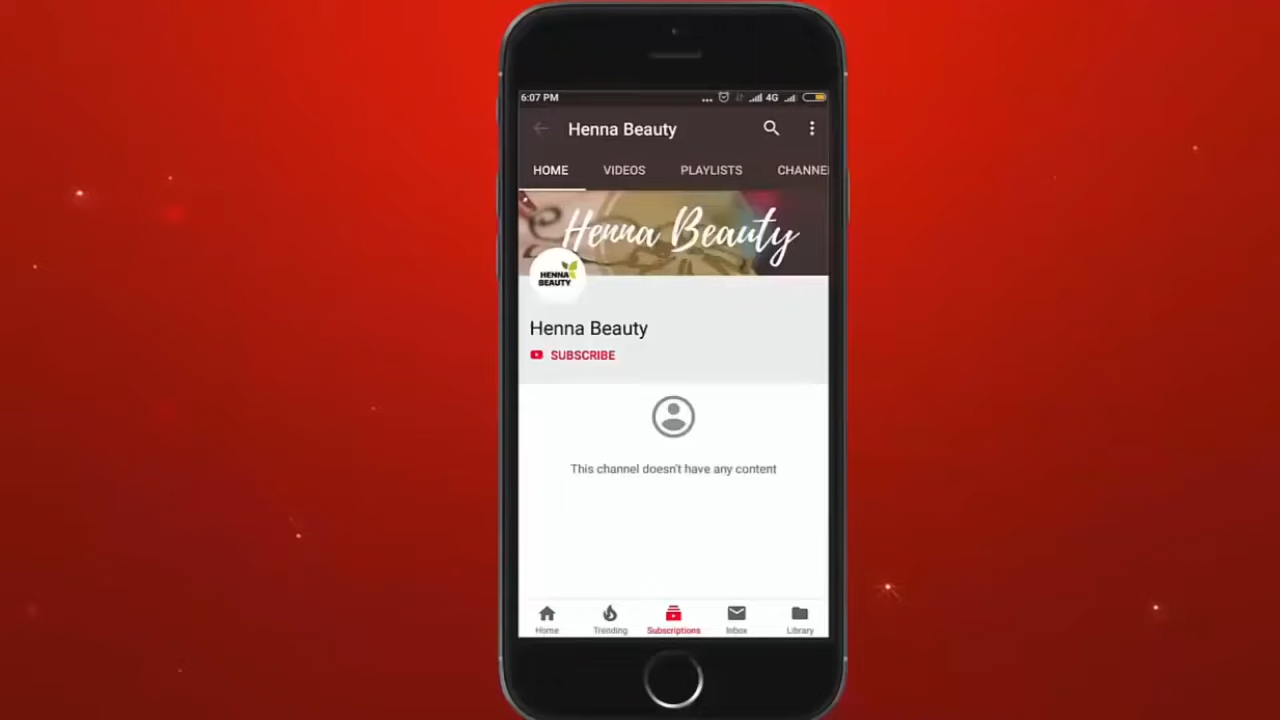 6:07 PM 4G
Henna Beauty
HOME VIDEOS PLAYLISTS CHANNE
Henna Beauty
HENNA
BEAUTY
Henna Beauty
SUBSCRIBE
This channel doesn't have any content
Home Trending Subscriptions Inbox Library